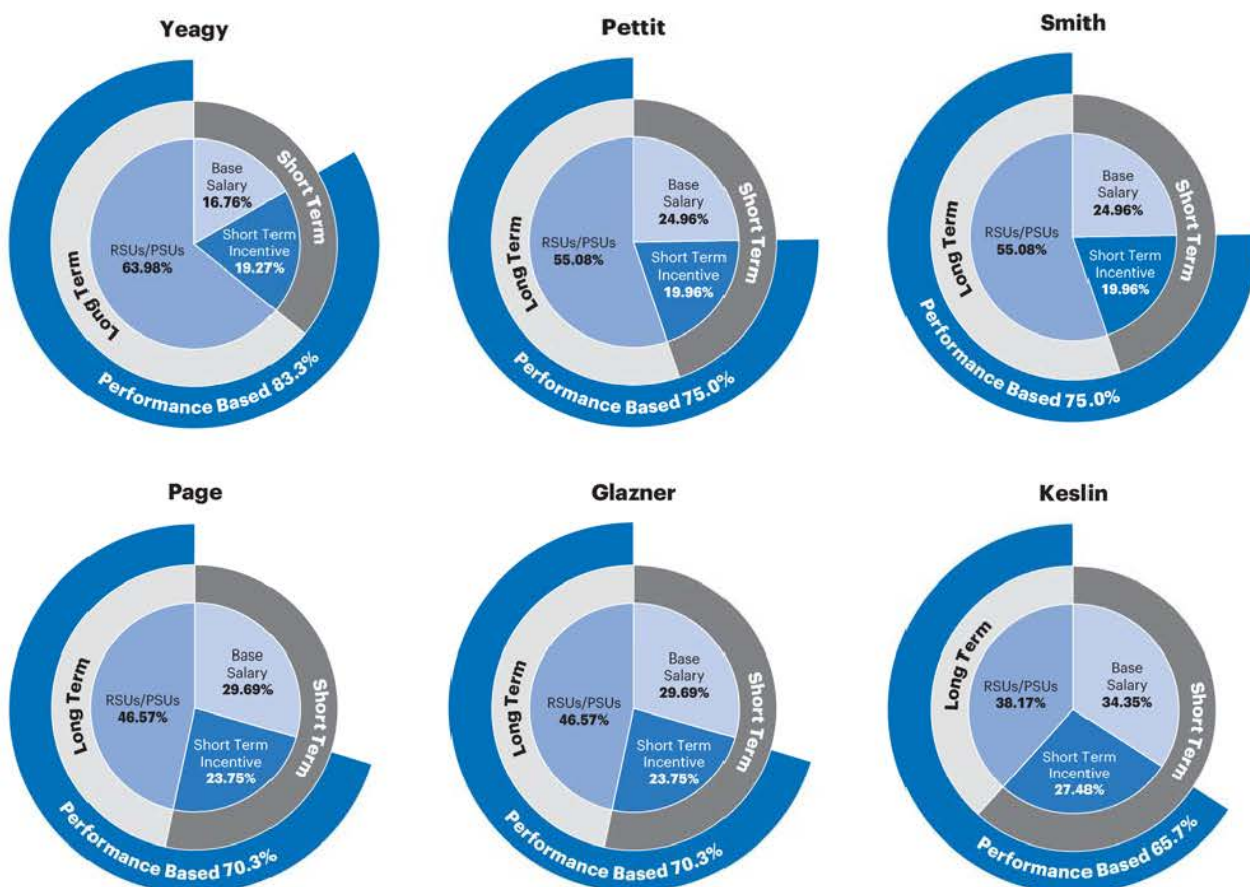 Yeagy
Base
Salary
16.76%
Short Term
Incentive
19.27%
RSUs/PSUs
63.98%
Short Term
Long Term
Performance Based 83.3%
Pettit
Base
Salary
24.96%
Short Term
Incentive
19.96%
RSUs/PSUs
55.08%
Short Term
Long Term
Performance Based 75.0%
Smith
Base
Salary
24.96%
Short Term
Incentive
19.96%
RSUs/PSUs
55.08%
Short Term
Long Term
Performance Based 75.0%
Page
Base
Salary
29.69%
Short Term
Incentive
23.75%
RSUs/PSUs
46.57%
Short Term
Long Term
Performance Based 70.3%
Glazner
Base
Salary
29.69%
Short Term
Incentive
23.75%
RSUs/PSUs
46.57%
Short Term
Long Term
Performance Based 70.3%
Keslin
Base
Salary
34.35%
Short Term
Incentive
27.48%
RSUs/PSUs
38.17%
Short Term
Long Term
Performance Based 65.7%